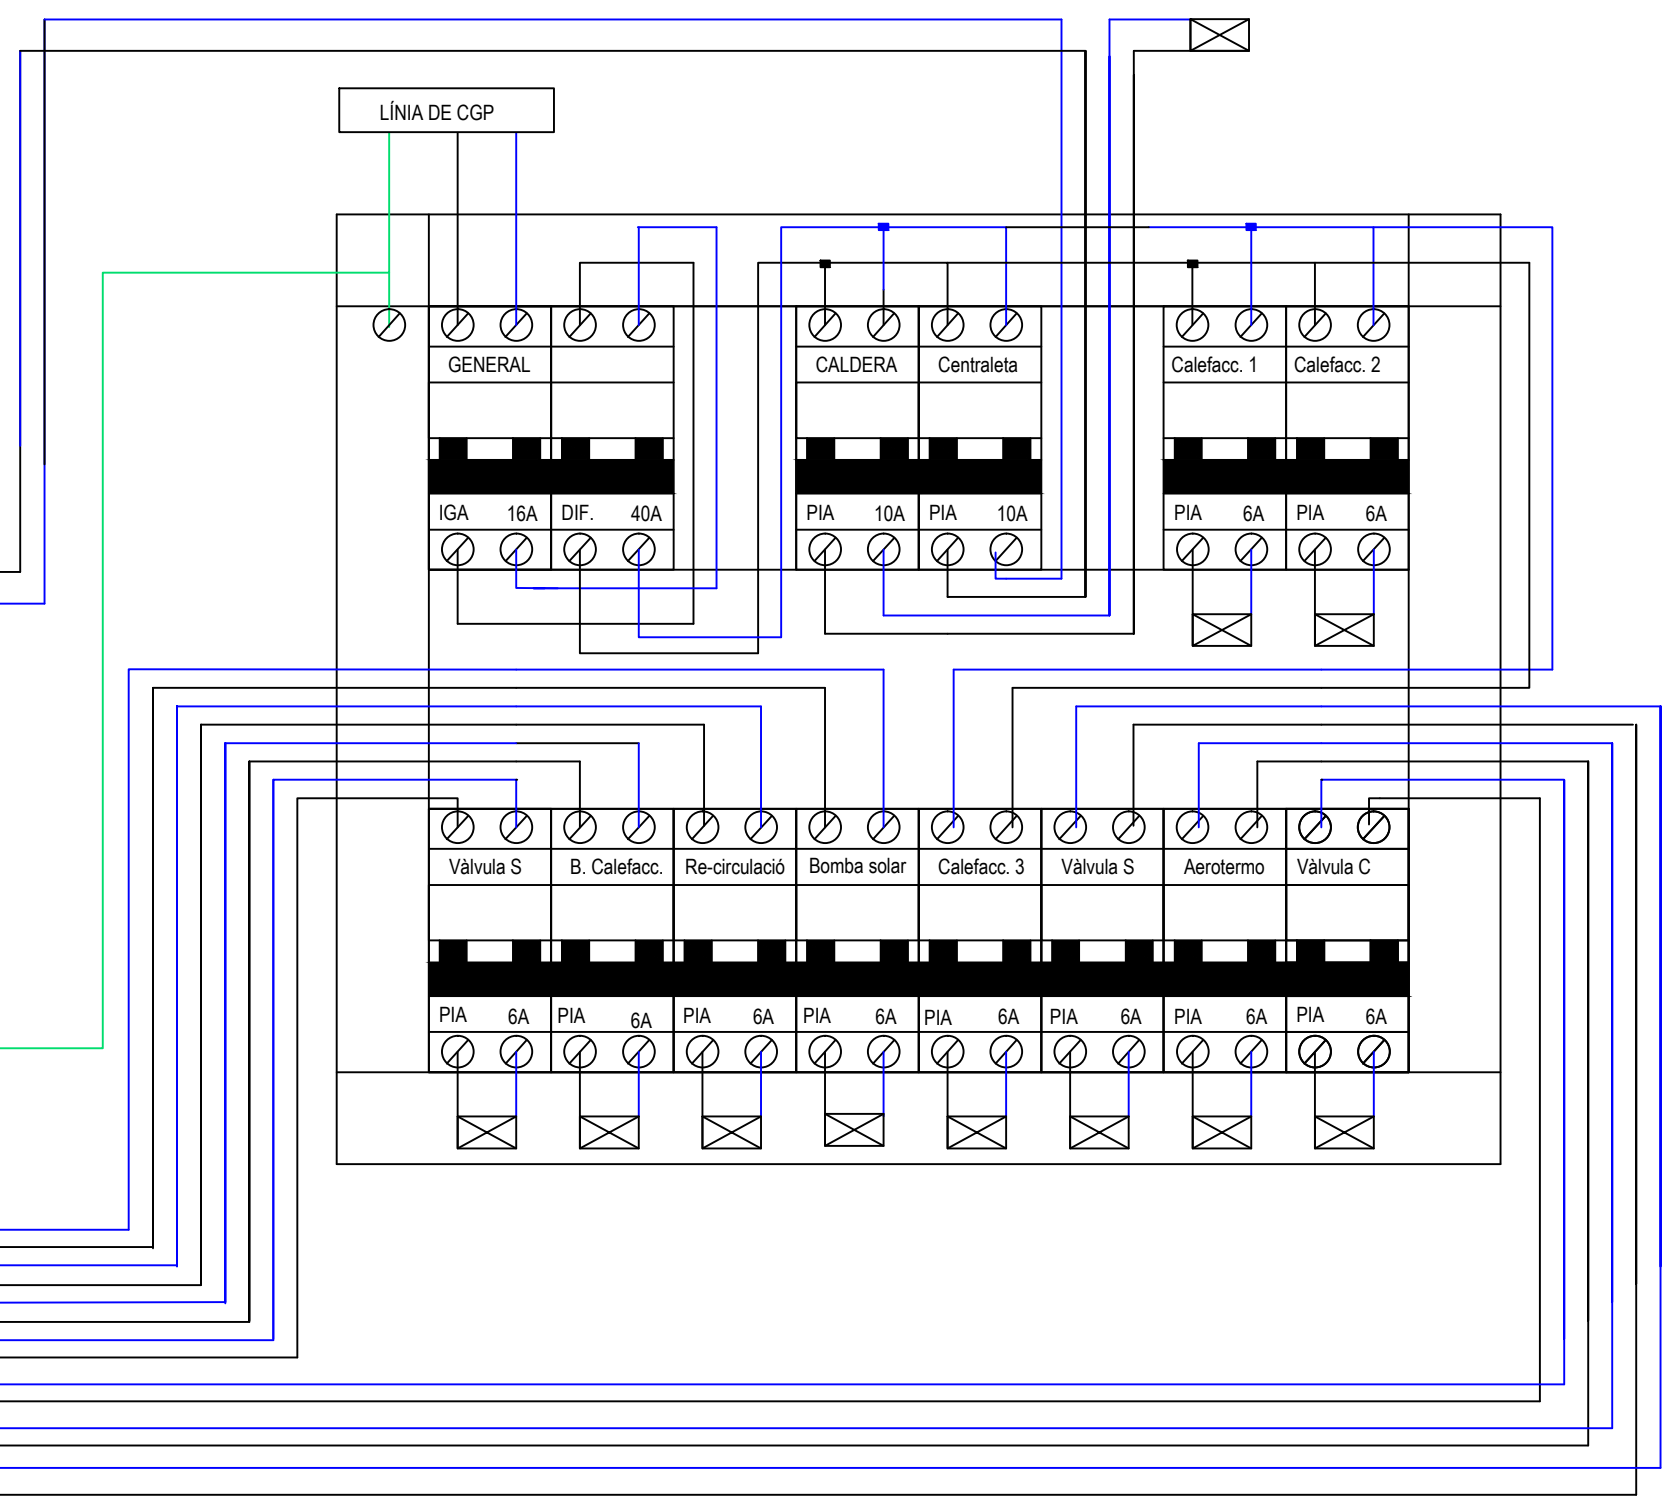 LÍNIA DE CGP
GENERAL
CALDERA Centraleta Calefacc. 1 Calefacc. 2
IGA 16A DIF. 40A PIA 10A PIA 10A PIA 6A PIA 6A
Vàlvula S B. Calefacc. Re-circulació Bomba solar Calefacc. 3 Vàlvula S Aerotermo Vàlvula C
PIA 6A PIA 6A PIA 6A PIA 6A PIA 6A PIA 6A PIA 6A PIA 6A